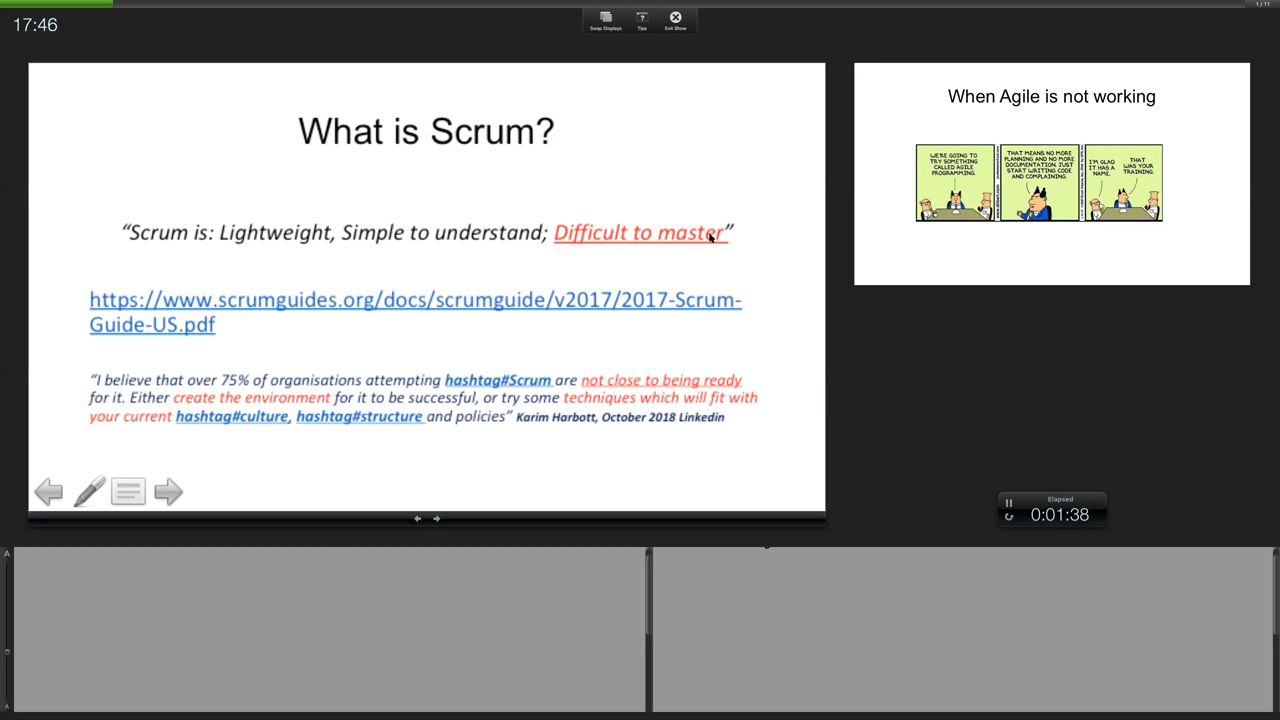 1 / 11
17:46
Swap Displays
Tips
Exit Show
What is Scrum?
“Scrum is: Lightweight, Simple to understand; Difficult to master”
https://www.scrumguides.org/docs/scrumguide/v2017/2017-Scrum-
Guide-US.pdf
“I believe that over 75% of organisations attempting hashtag#Scrum are not close to being ready
for it. Either create the environment for it to be successful, or try some techniques which will fit with
your current hashtag#culture, hashtag#structure and policies” Karim Harbott, October 2018 Linkedin
When Agile is not working
WE'RE GOING TO
TRY SOMETHING
CALLED AGILE
PROGRAMMING.
THAT MEANS NO MORE
PLANNING AND NO MORE
DOCUMENTATION. JUST
START WRITING CODE
AND COMPLAINING.
I'M GLAD
IT HAS A
NAME.
THAT
WAS YOUR
TRAINING.
Elapsed
0:01:38
A
A